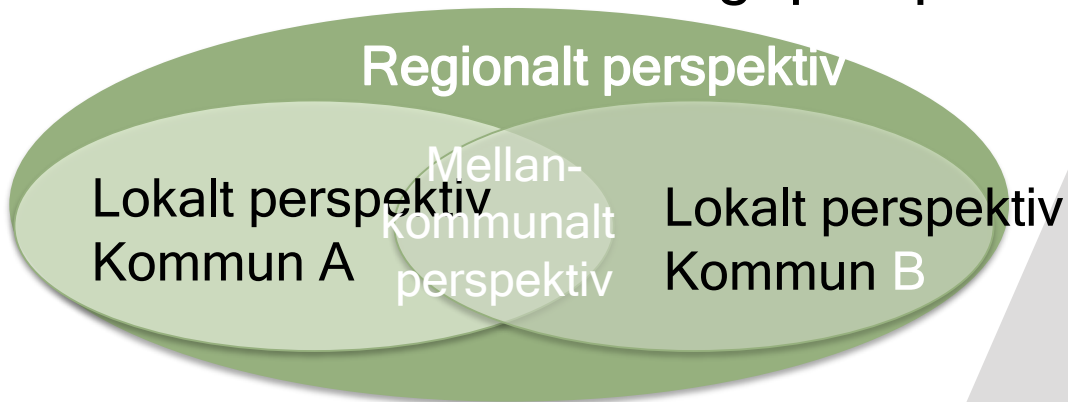 Regionalt perspektiv
Mellan-
kommunalt
perspektiv
Lokalt perspektiv
Kommun A
Lokalt perspektiv
Kommun B